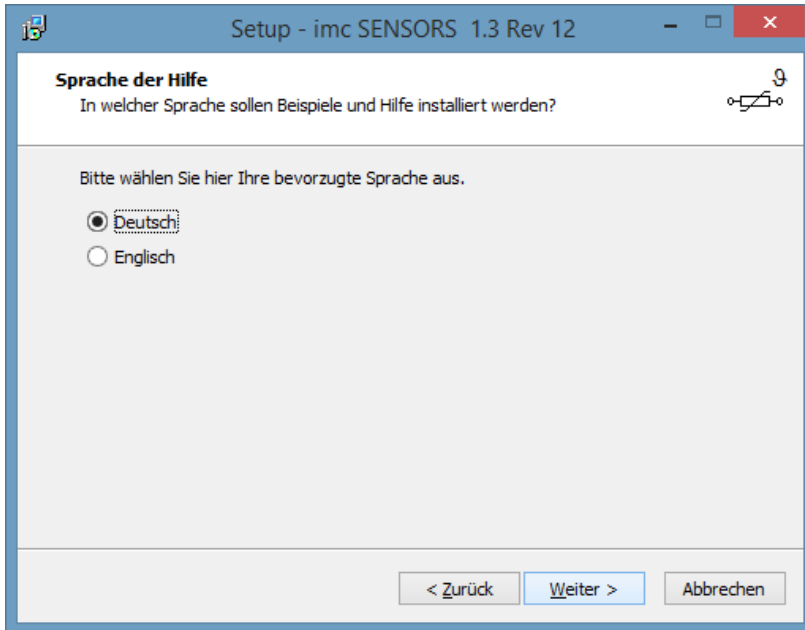 Setup - imc SENSORS 1.3 Rev 12
Sprache der Hilfe
In welcher Sprache sollen Beispiele und Hilfe installiert werden?
ϑ
Bitte wählen Sie hier Ihre bevorzugte Sprache aus.
Deutsch
Englisch
< Zurück
Weiter >
Abbrechen